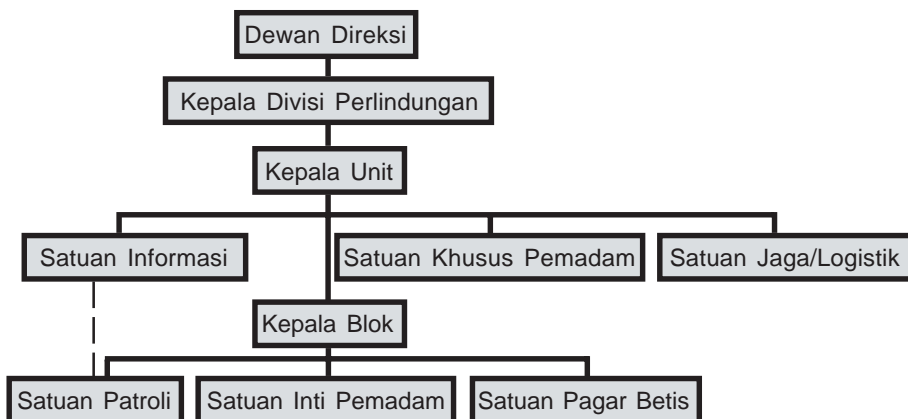 Dewan Direksi
Kepala Divisi Perlindungan
Kepala Unit
Satuan Informasi
Satuan Khusus Pemadam
Satuan Jaga/Logistik
Kepala Blok
Satuan Patroli
Satuan Inti Pemadam
Satuan Pagar Betis